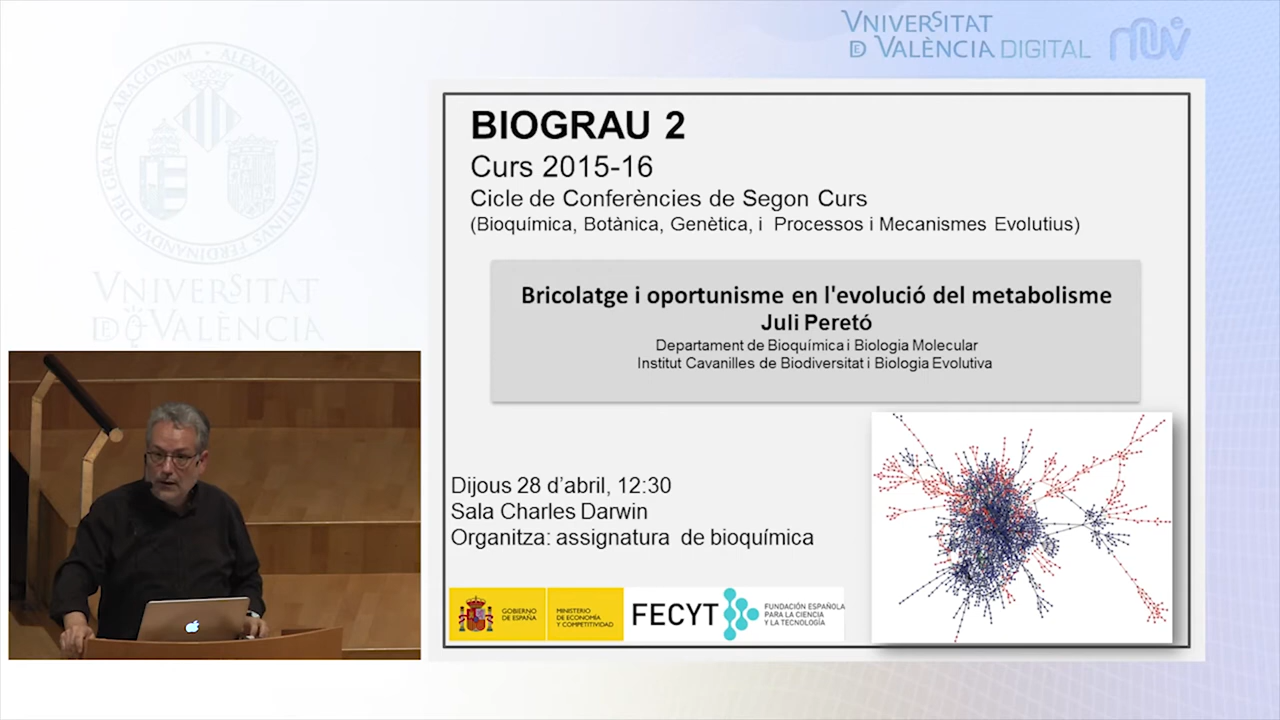 VNIVERSITAT
DE VALÈNCIA DIGITAL
BIOGRAU 2
Curs 2015-16
Cicle de Conferències de Segon Curs
(Bioquímica, Botànica, Genètica, i Processos i Mecanismes Evolutius)
Bricolatge i oportunisme en l'evolució del metabolisme
Juli Peretó
Departament de Bioquímica i Biologia Molecular
Institut Cavanilles de Biodiversitat i Biologia Evolutiva
VNIVERSITAT
DE VALÈNCIA
Dijous 28 d'abril, 12:30
Sala Charles Darwin
Organitza: assignatura de bioquímica
GOBIERNO
DE ESPAÑA
MINISTERIO
DE ECONOMÍA
Y COMPETITIVIDAD
FECYT
FUNDACIÓN ESPAÑOLA
PARA LA CIENCIA
Y LA TECNOLOGÍA